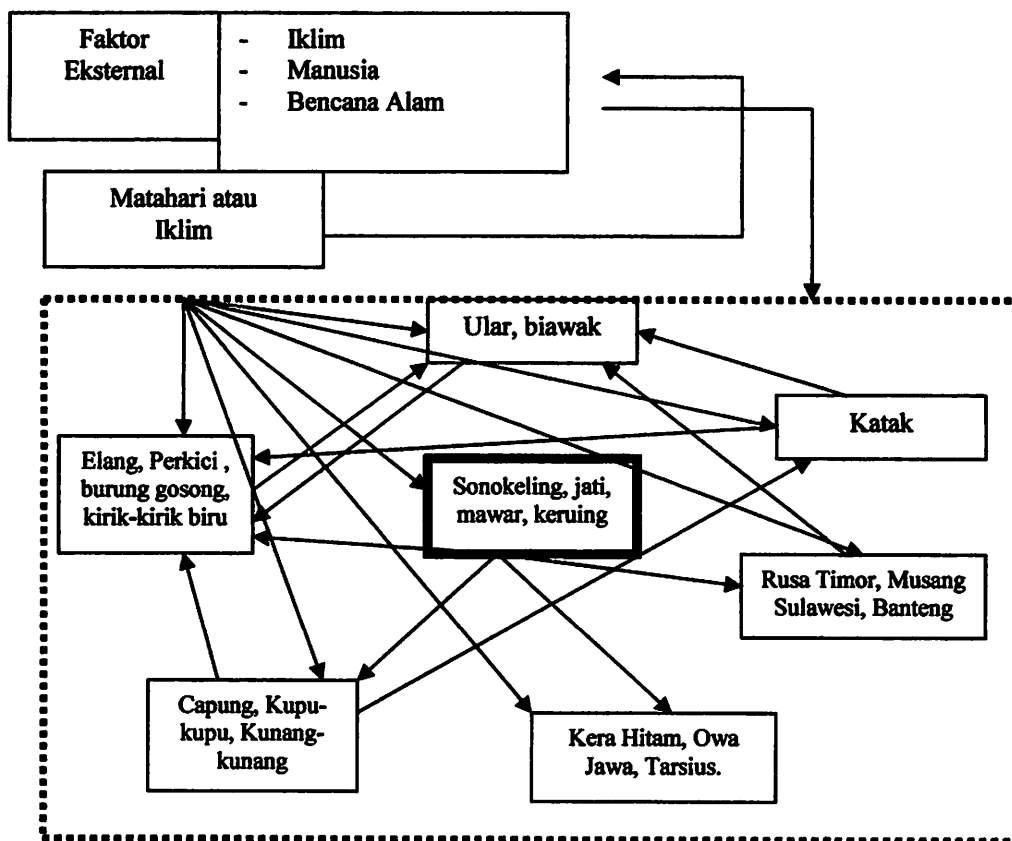 Faktor
Eksternal
- Iklim
- Manusia
- Bencana Alam
Matahari atau
Iklim
Ular, biawak
Katak
Elang, Perkici ,
burung gosong,
kirik-kirik biru
Sonokeling, jati,
mawar, keruing
Rusa Timor, Musang
Sulawesi, Banteng
Capung, Kupu-
kupu, Kunang-
kunang
Kera Hitam, Owa
Jawa, Tarsius.